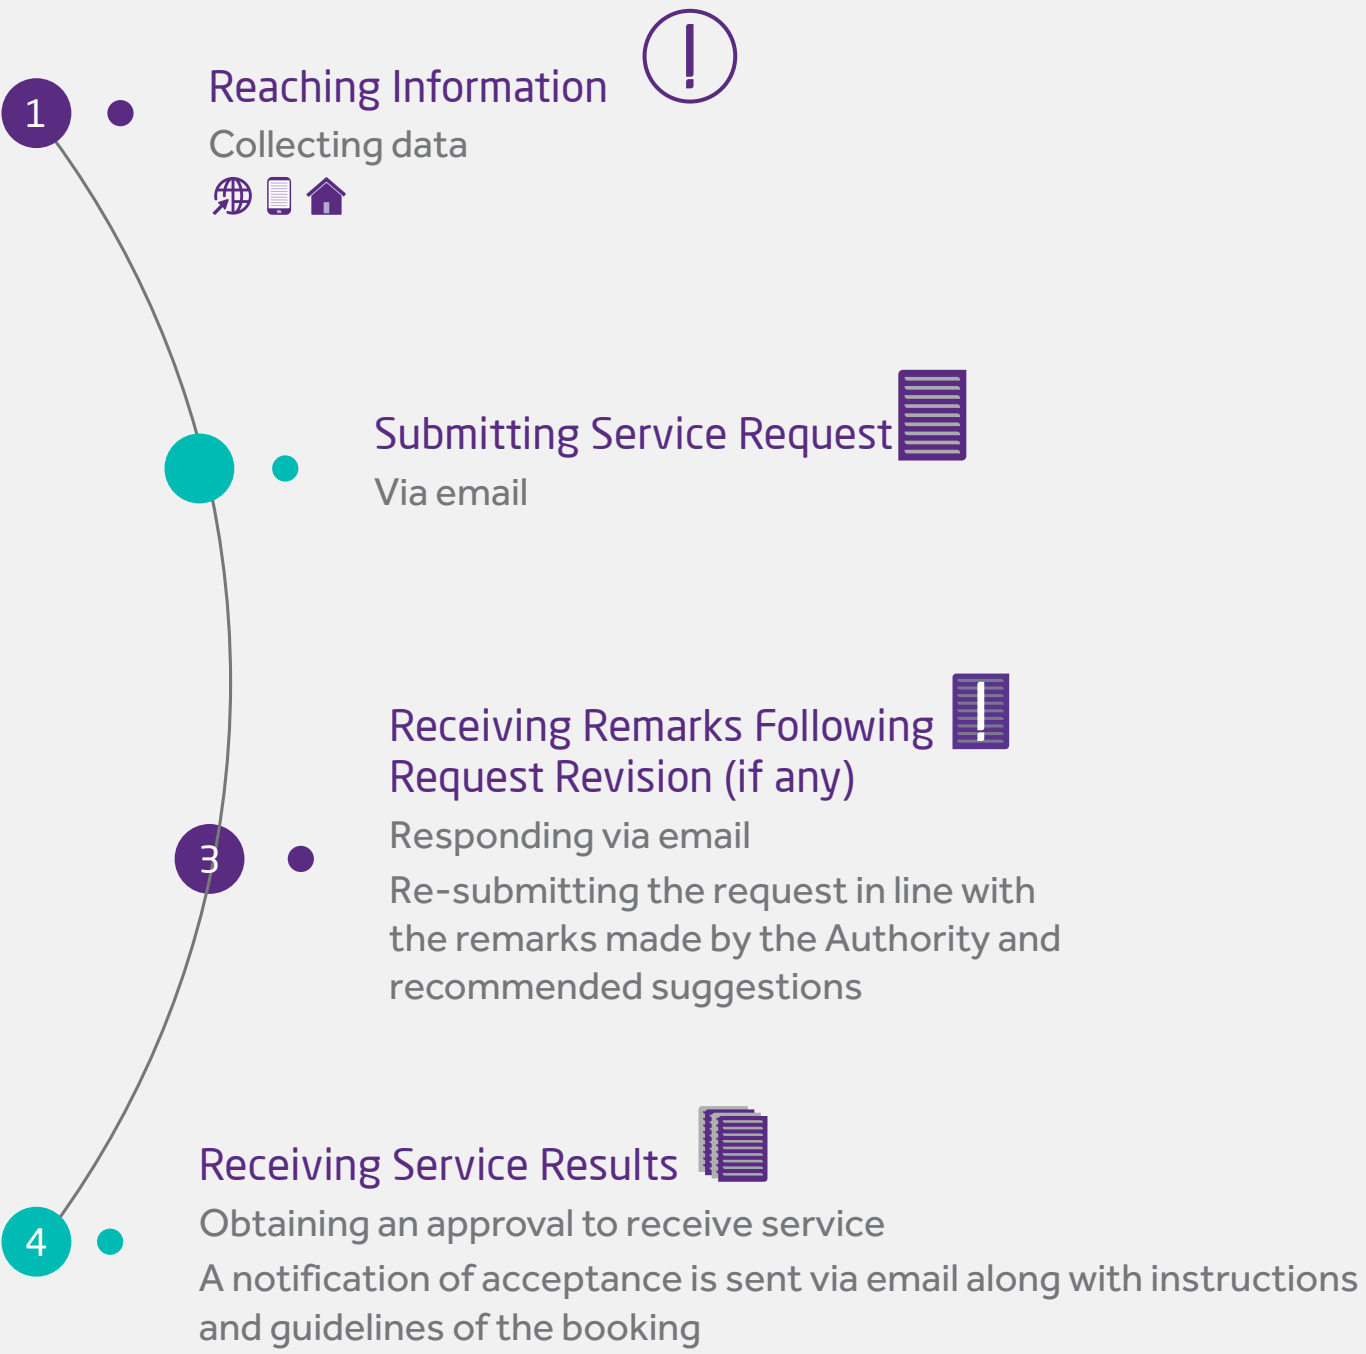 1
Reaching Information
Collecting data
Submitting Service Request
Via email
Receiving Remarks Following
Request Revision (if any)
3
Responding via email
Re-submitting the request in line with
the remarks made by the Authority and
recommended suggestions
Receiving Service Results
4
Obtaining an approval to receive service
A notification of acceptance is sent via email along with instructions
and guidelines of the booking